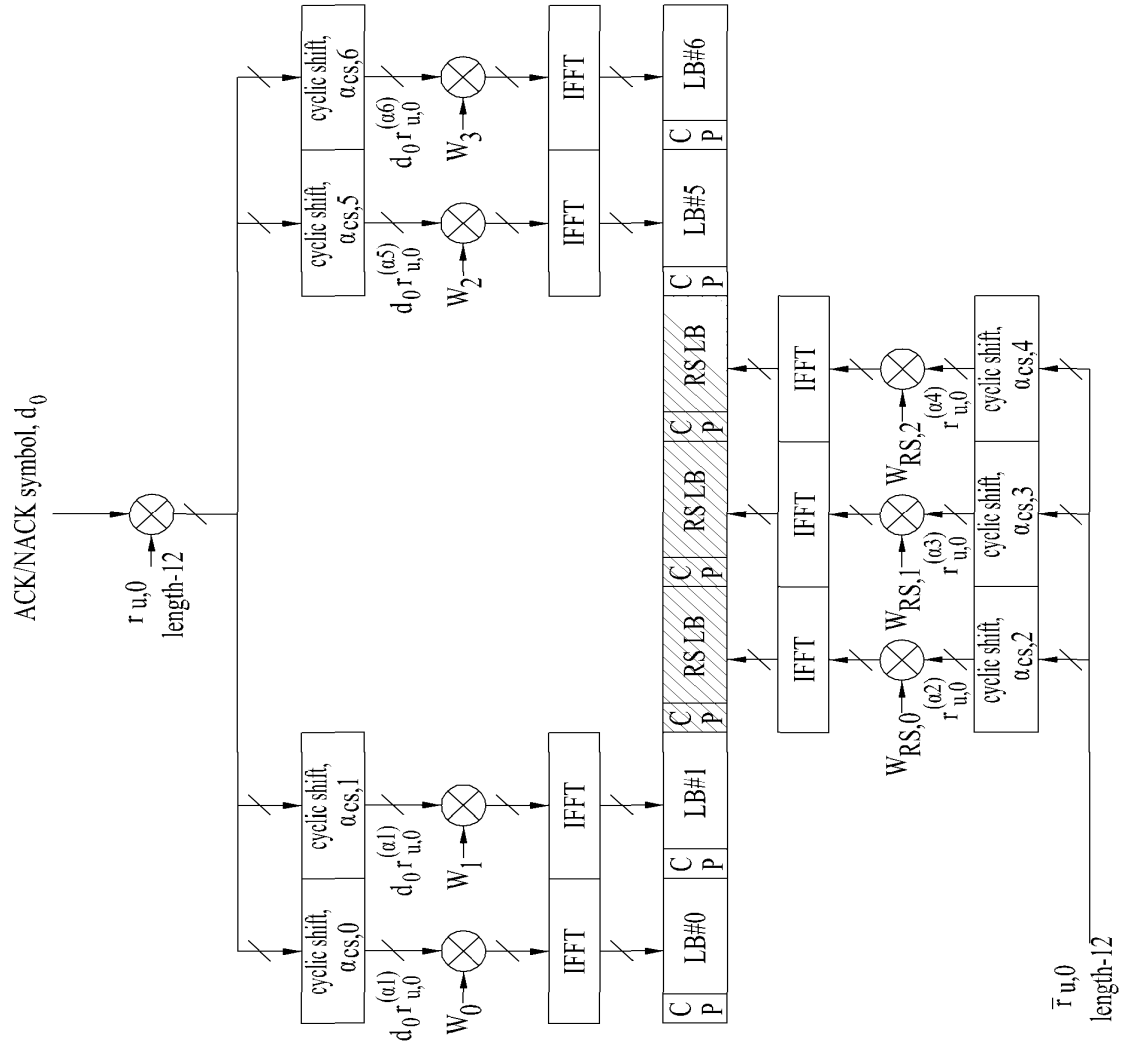 ACK/NACK symbol, d0
r u,0
length-12
cyclic shift,
αcs,0
cyclic shift,
αcs,1
cyclic shift,
αcs,5
cyclic shift,
αcs,6
d0 r u,0 (α1)
d0 r u,0 (α1)
d0 r u,0 (α5)
d0 r u,0 (α6)
W0
W1
W2
W3
IFFT
IFFT
IFFT
IFFT
CP
LB#0
CP
LB#1
CP
RS LB
CP
RS LB
CP
RS LB
CP
LB#5
CP
LB#6
IFFT
IFFT
IFFT
WRS,0
WRS,1
WRS,2
r u,0 (α2)
r u,0 (α3)
r u,0 (α4)
cyclic shift,
αcs,2
cyclic shift,
αcs,3
cyclic shift,
αcs,4
r̄ u,0
length-12